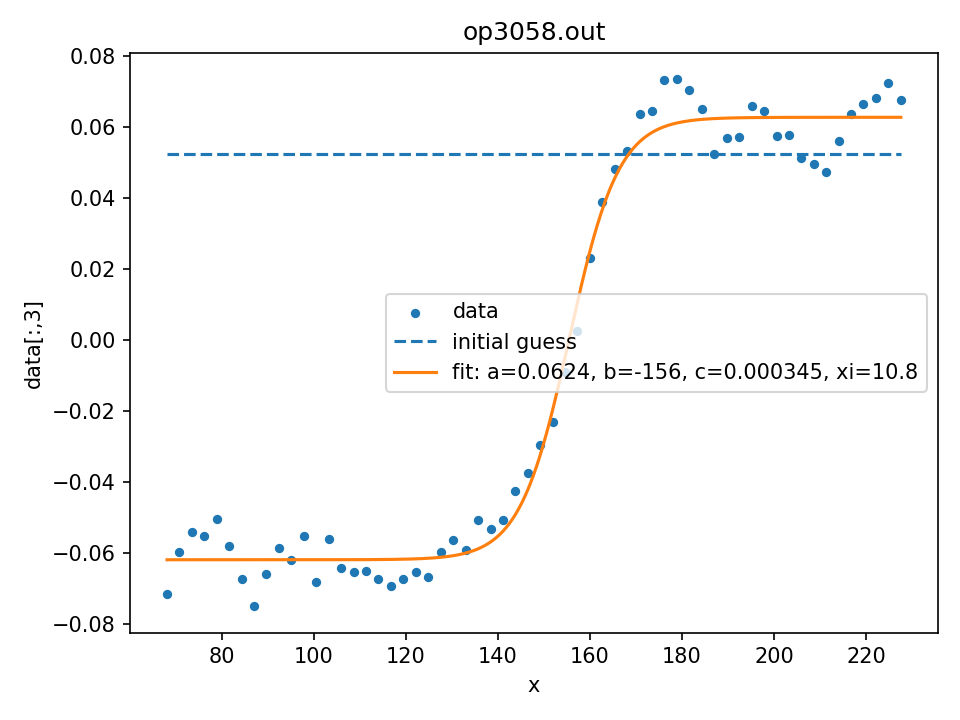 op3058.out
0.08
0.06
0.04
0.02
0.00
−0.02
−0.04
−0.06
−0.08
data[:,3]
data
initial guess
fit: a=0.0624, b=-156, c=0.000345, xi=10.8
80 100 120 140 160 180 200 220
x